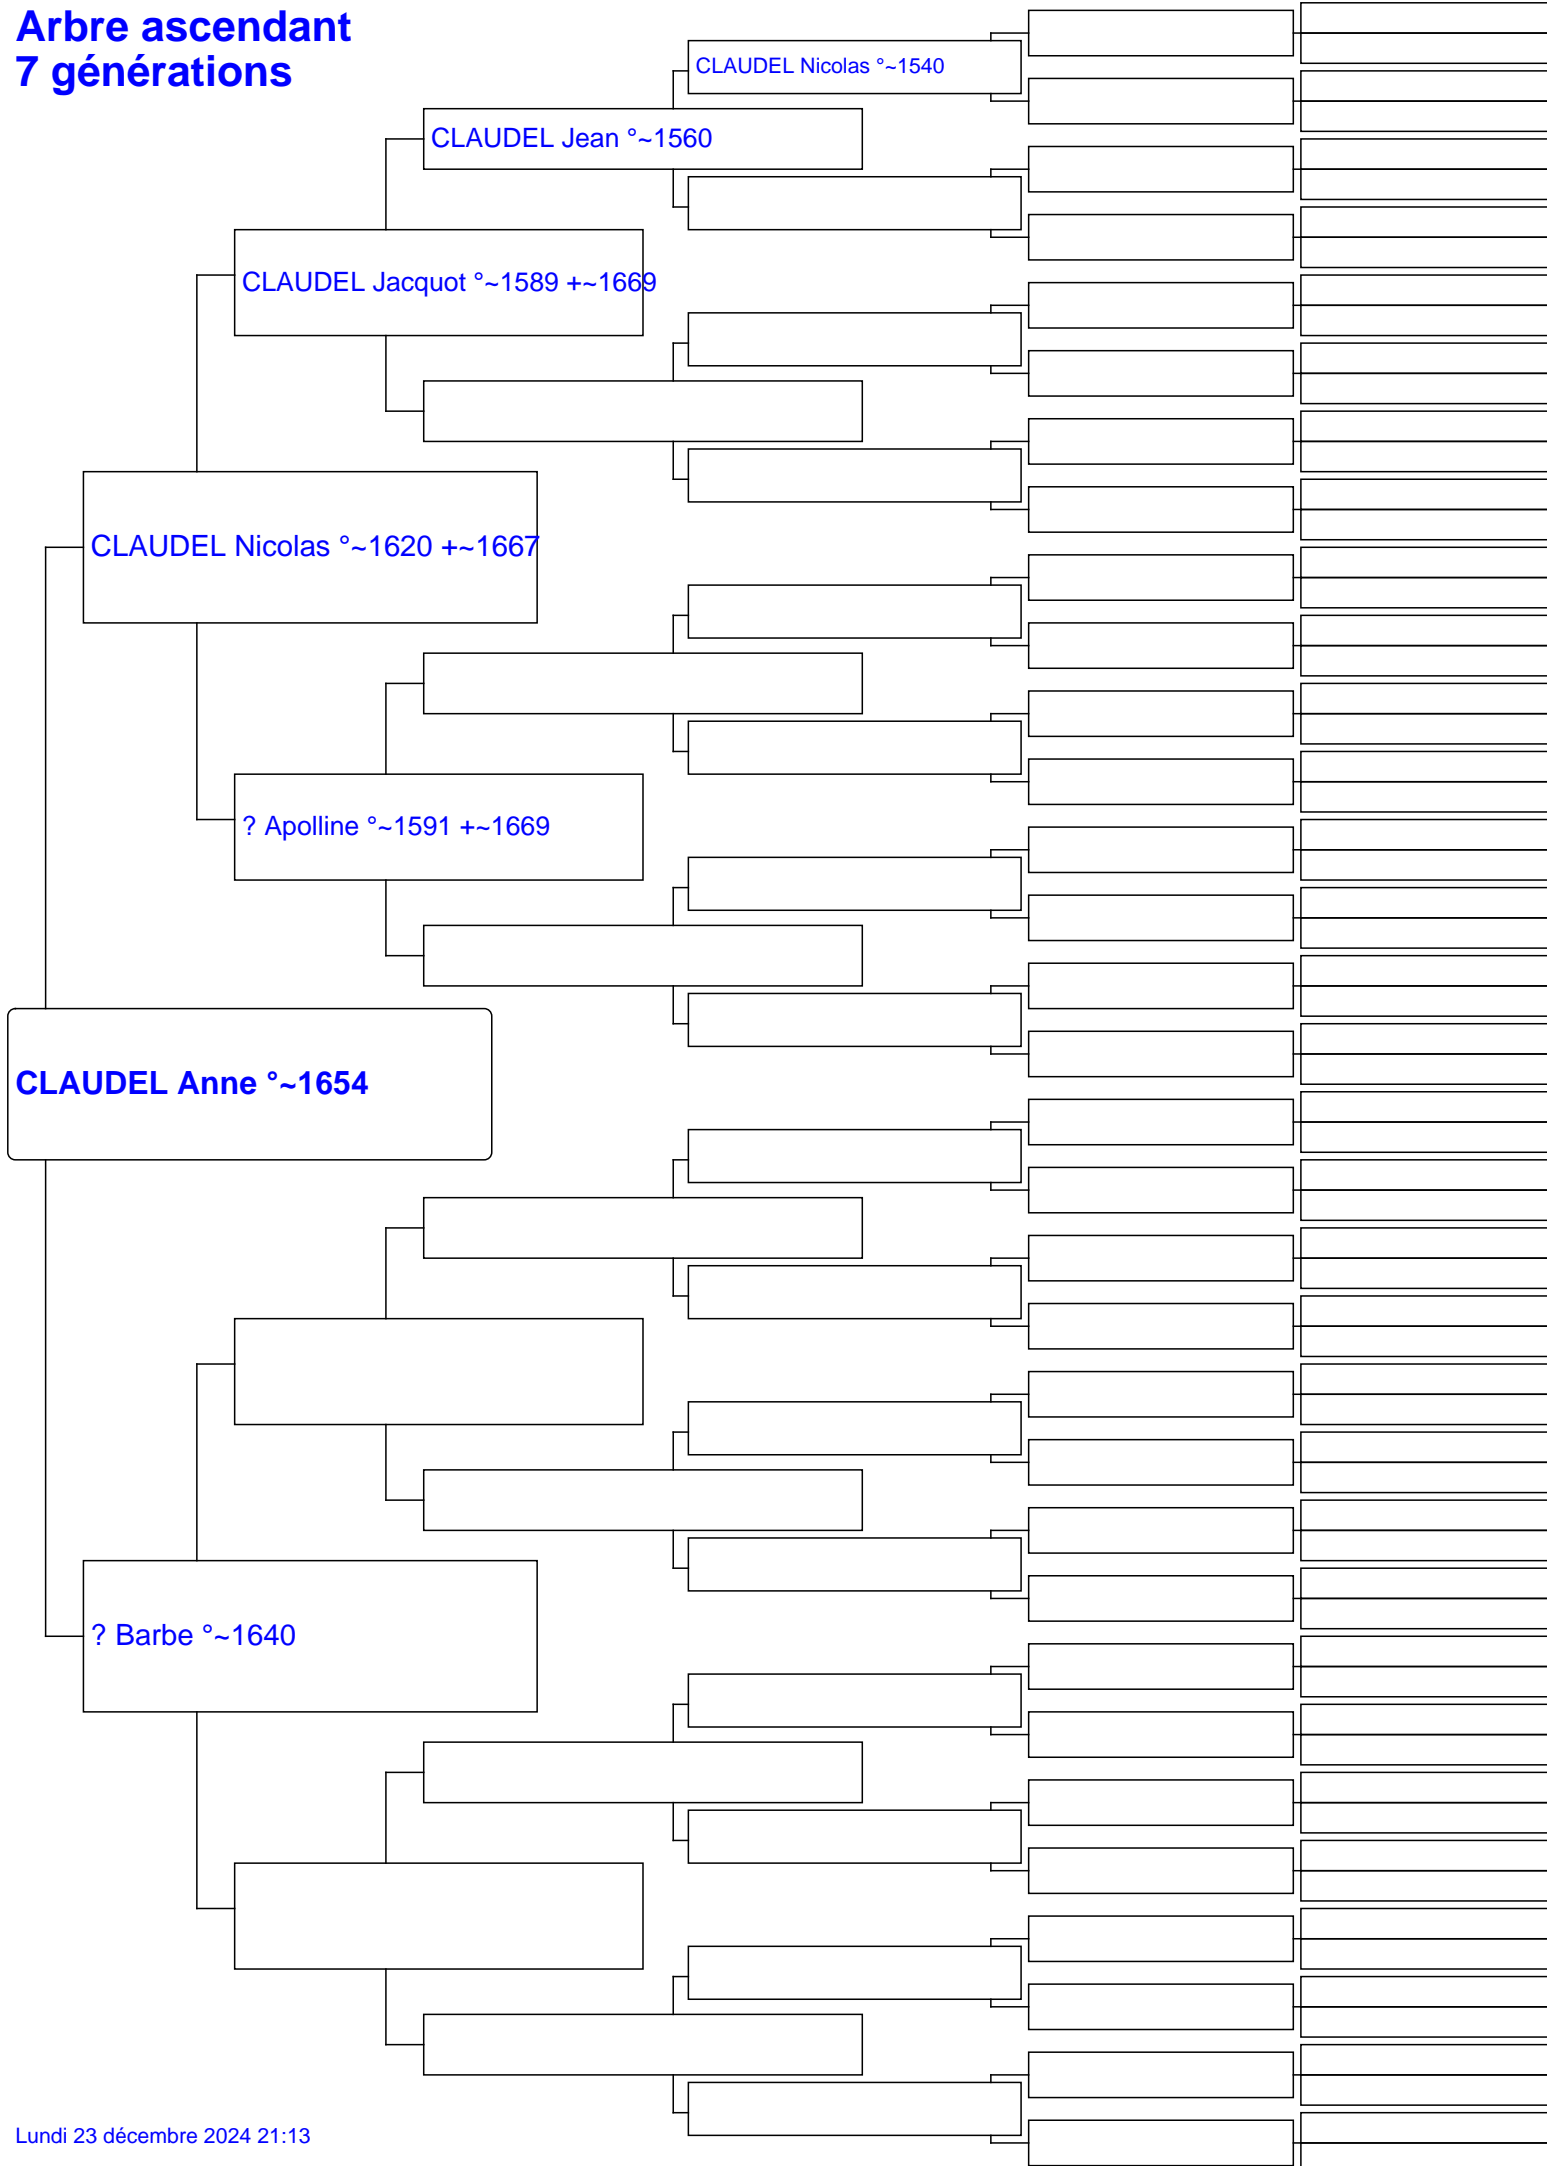 Arbre ascendant
7 générations
CLAUDEL Nicolas °~1540
CLAUDEL Jean °~1560
CLAUDEL Jacquot °~1589 +~1669
CLAUDEL Nicolas °~1620 +~1667
? Apolline °~1591 +~1669
CLAUDEL Anne °~1654
? Barbe °~1640
Lundi 23 décembre 2024 21:13